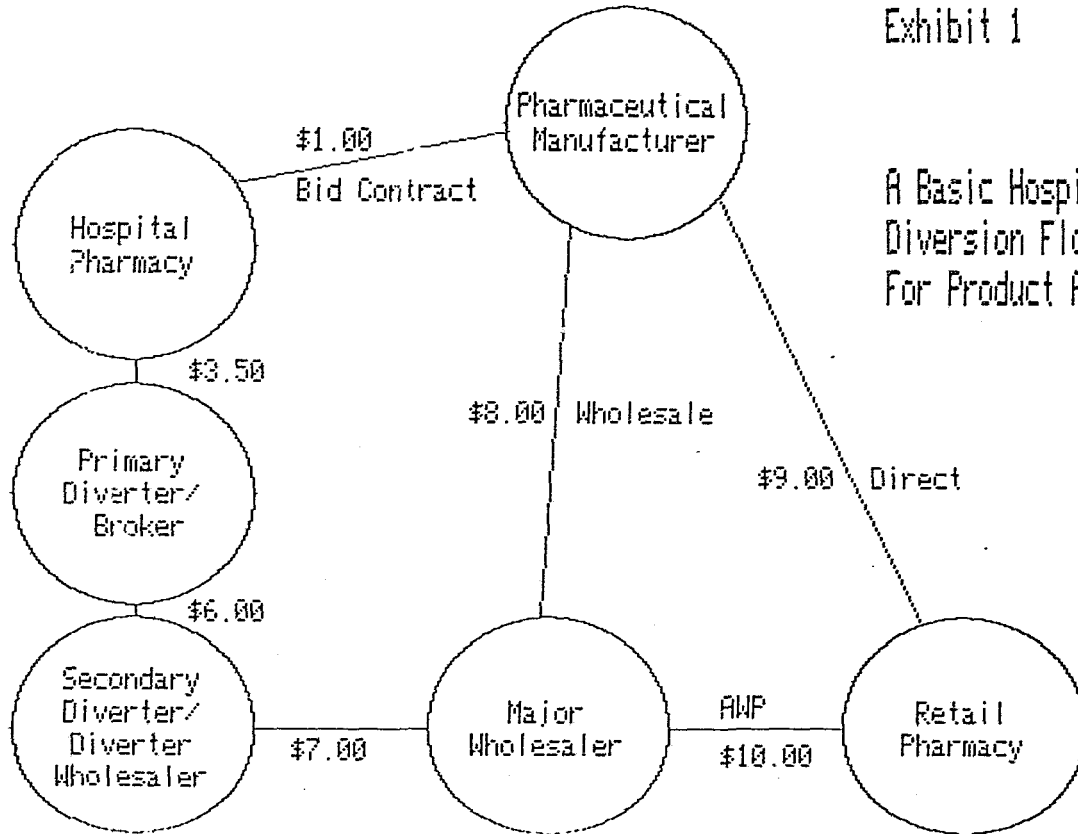 Exhibit 1
A Basic
Diversion
For Product
Pharmaceutical
Manufacturer
$1.00
Bid Contract
Hospital
Pharmacy
$3.50
$8.00 Wholesale
$9.00 Direct
Primary
Diverter/
Broker
$6.00
Secondary
Diverter/
Diverter
Wholesaler
$7.00
Major
Wholesaler
AWP
$10.00
Retail
Pharmacy